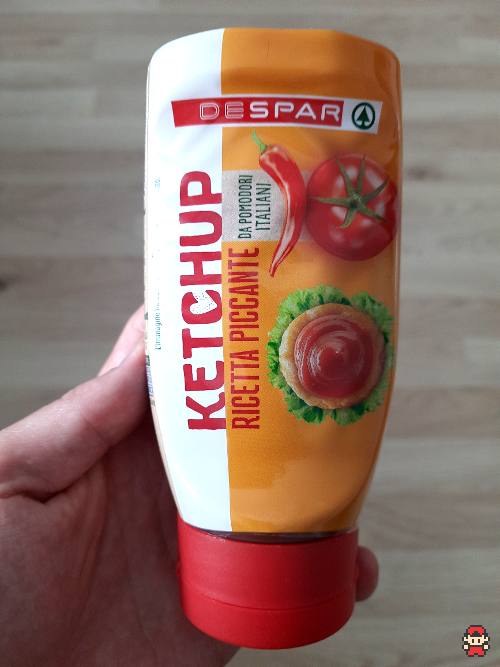 DESPAR
KETCHUP
RICETTA PICCANTE
DA POMODORI
ITALIANI